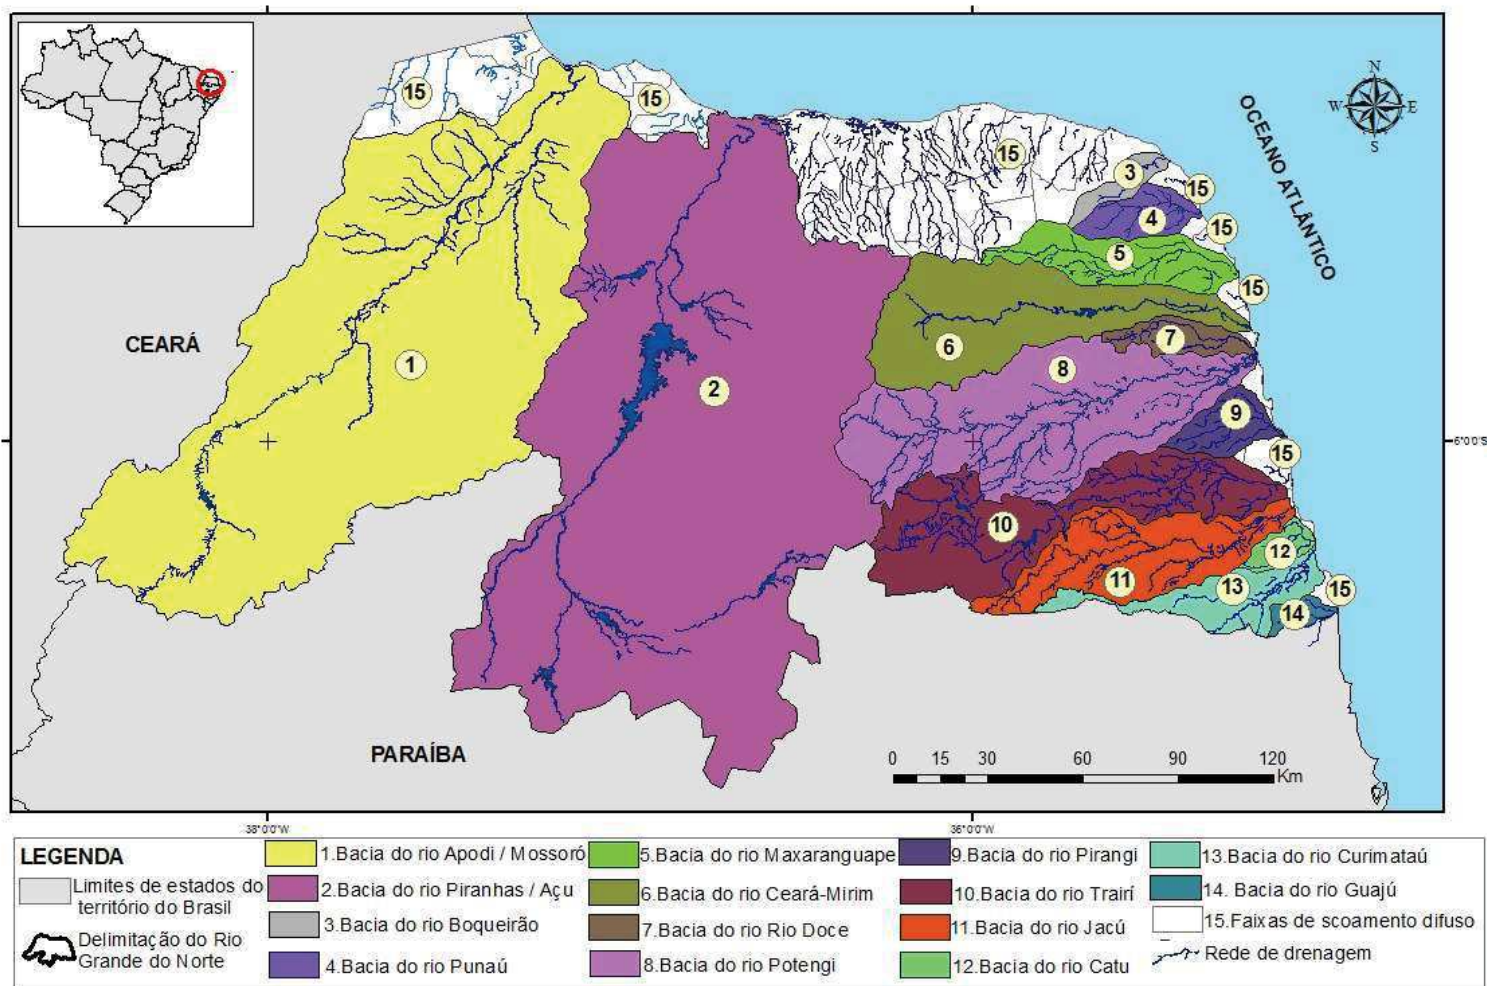 N
W
E
S
OCEANO ATLÂNTICO
15
15
15
3
15
4
15
5
15
CEARÁ
1
2
6
7
8
9
15
6°0'0"S
10
12
11
13
15
14
PARAÍBA
0 15 30 60 90 120
Km
38°0'0"W
36°0'0"W
LEGENDA
Limites de estados do
território do Brasil
Delimitação do Rio
Grande do Norte
1.Bacia do rio Apodi / Mossoró
2.Bacia do rio Piranhas / Açu
3.Bacia do rio Boqueirão
4.Bacia do rio Punaú
5.Bacia do rio Maxaranguape
6.Bacia do rio Ceará-Mirim
7.Bacia do rio Rio Doce
8.Bacia do rio Potengi
9.Bacia do rio Pirangi
10.Bacia do rio Trairí
11.Bacia do rio Jacú
12.Bacia do rio Catu
13.Bacia do rio Curimataú
14. Bacia do rio Guajú
15.Faixas de scoamento difuso
Rede de drenagem